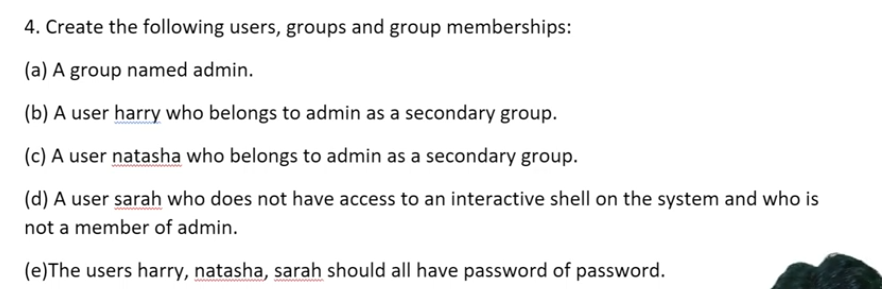 4. Create the following users, groups and group memberships:
(a) A group named admin.
(b) A user harry who belongs to admin as a secondary group.
(c) A user natasha who belongs to admin as a secondary group.
(d) A user sarah who does not have access to an interactive shell on the system and who is
not a member of admin.
(e)The users harry, natasha, sarah should all have password of password.